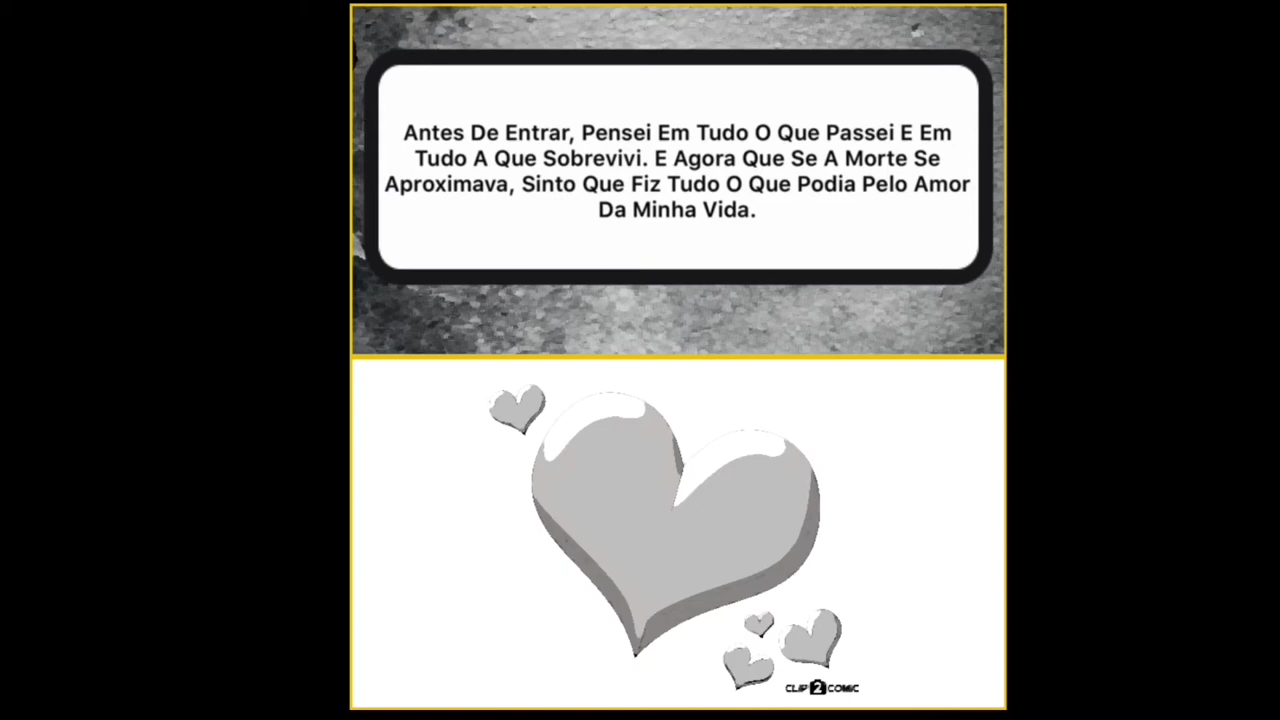 Antes De Entrar, Pensei Em Tudo O Que Passei E Em
Tudo A Que Sobrevivi. E Agora Que Se A Morte Se
Aproximava, Sinto Que Fiz Tudo O Que Podia Pelo Amor
Da Minha Vida.
CLIP2COMIC